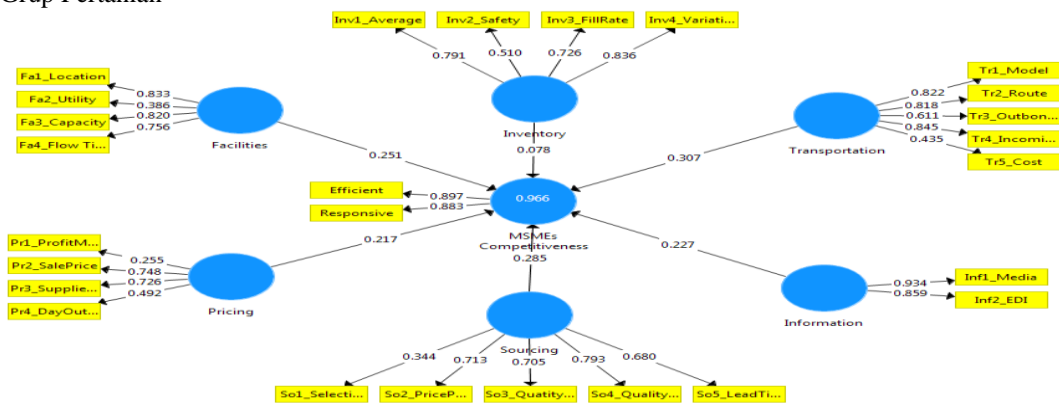 Grup Pertanian
Inv1_Average
Inv2_Safety
Inv3_FillRate
Inv4_Variati...
0.791
0.510
0.726
0.836
Inventory
0.078
Fa1_Location
Fa2_Utility
Fa3_Capacity
Fa4_Flow Ti...
0.833
0.386
0.820
0.756
Facilities
0.251
Tr1_Model
Tr2_Route
Tr3_Outbon...
Tr4_Incomi...
Tr5_Cost
0.822
0.818
0.611
0.845
0.435
Transportation
0.307
Efficient
Responsive
0.897
0.883
0.966
MSMEs
Competitiveness
0.285
Pr1_ProfitM...
Pr2_SalePrice
Pr3_Supplie...
Pr4_DayOut...
0.255
0.748
0.726
0.492
Pricing
0.217
0.227
Inf1_Media
Inf2_EDI
0.934
0.859
Information
Sourcing
0.344
0.713
0.705
0.793
0.680
So1_Selecti...
So2_PriceP...
So3_Quatity...
So4_Quality...
So5_LeadTi...